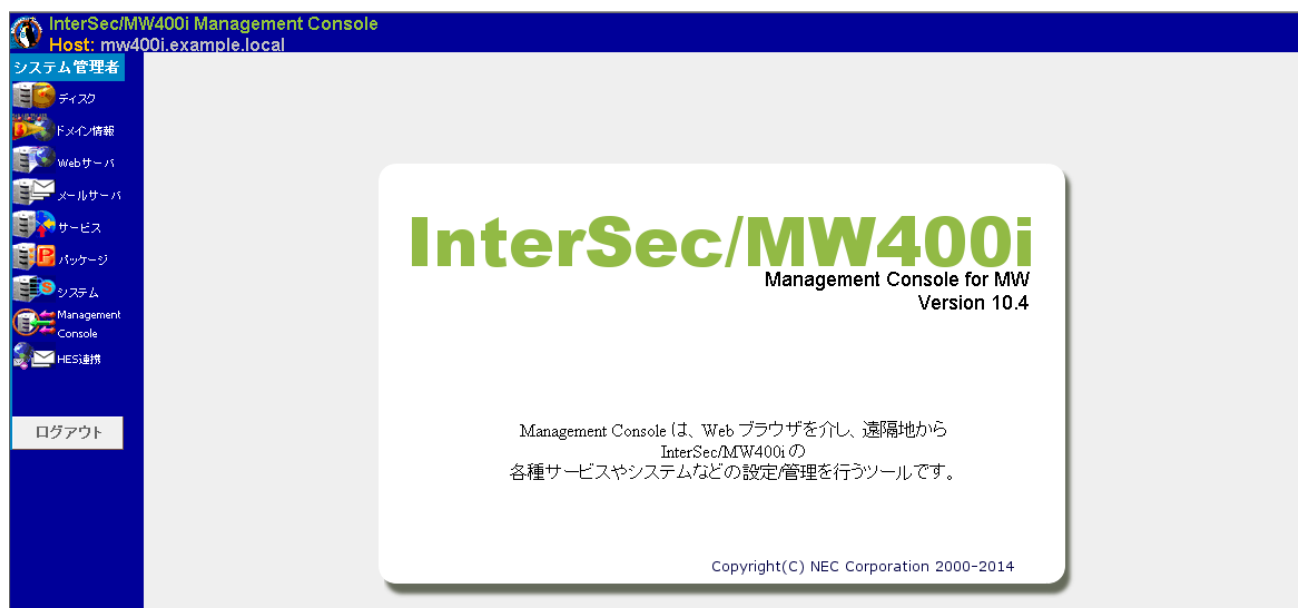 InterSec/MW400i Management Console
Host: mw400i.example.local
システム管理者
ディスク
ドメイン情報
Webサーバ
メールサーバ
サービス
パッケージ
システム
Management
Console
HES連携
ログアウト
InterSec/MW400i
Management Console for MW
Version 10.4
Management Console は、Web ブラウザを介し、遠隔地から
InterSec/MW400i の
各種サービスやシステムなどの設定/管理を行うツールです。
Copyright(C) NEC Corporation 2000-2014